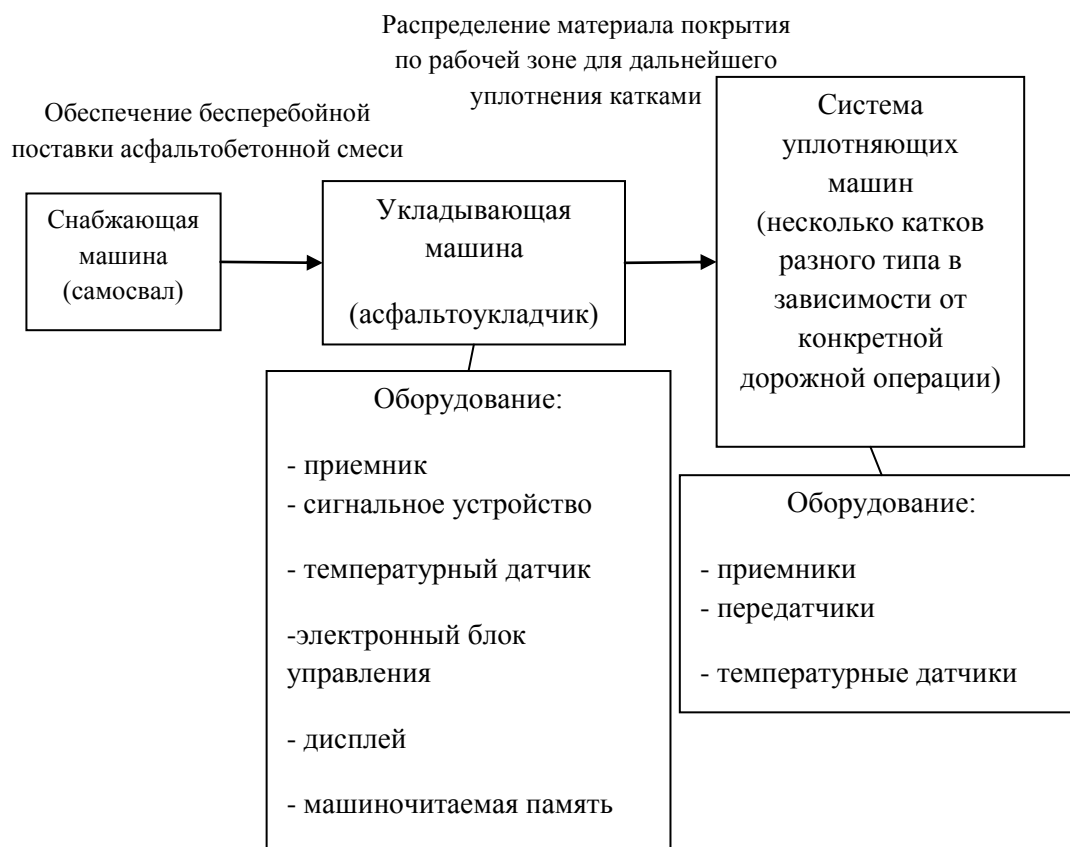 Распределение материала покрытия
по рабочей зоне для дальнейшего
уплотнения катками
Обеспечение бесперебойной
поставки асфальтобетонной смеси
Снабжающая
машина
(самосвал)
Укладывающая
машина
(асфальтоукладчик)
Система
уплотняющих
машин
(несколько катков
разного типа в
зависимости от
конкретной
дорожной операции)
Оборудование:
- приемник
- сигнальное устройство
- температурный датчик
-электронный блок
управления
- дисплей
- машиночитаемая память
Оборудование:
- приемники
- передатчики
- температурные датчики